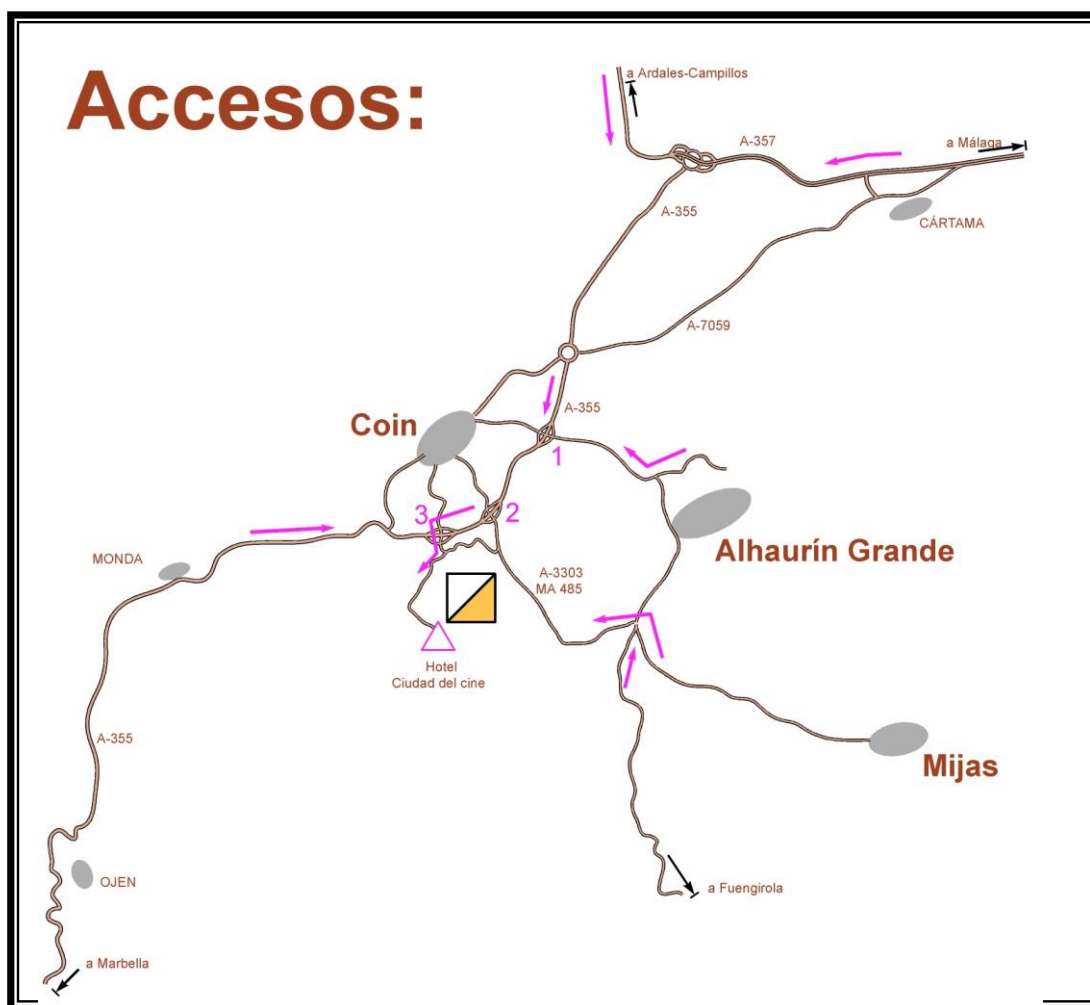 Accesos:
a Ardales-Campillos
A-357
a Málaga
A-355
CÁRTAMA
A-7059
A-355
Coin
1
3
2
Alhaurín Grande
MONDA
A-3303
MA 485
Hotel
Ciudad del cine
A-355
Mijas
OJEN
a Fuengirola
a Marbella